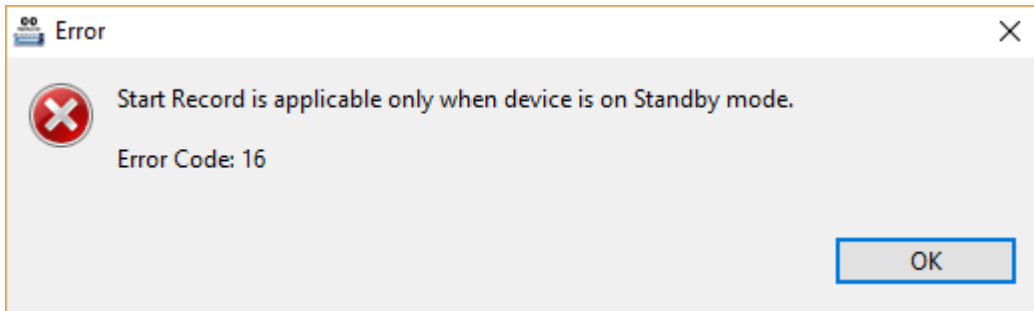 Error
Start Record is applicable only when device is on Standby mode.
Error Code: 16
OK